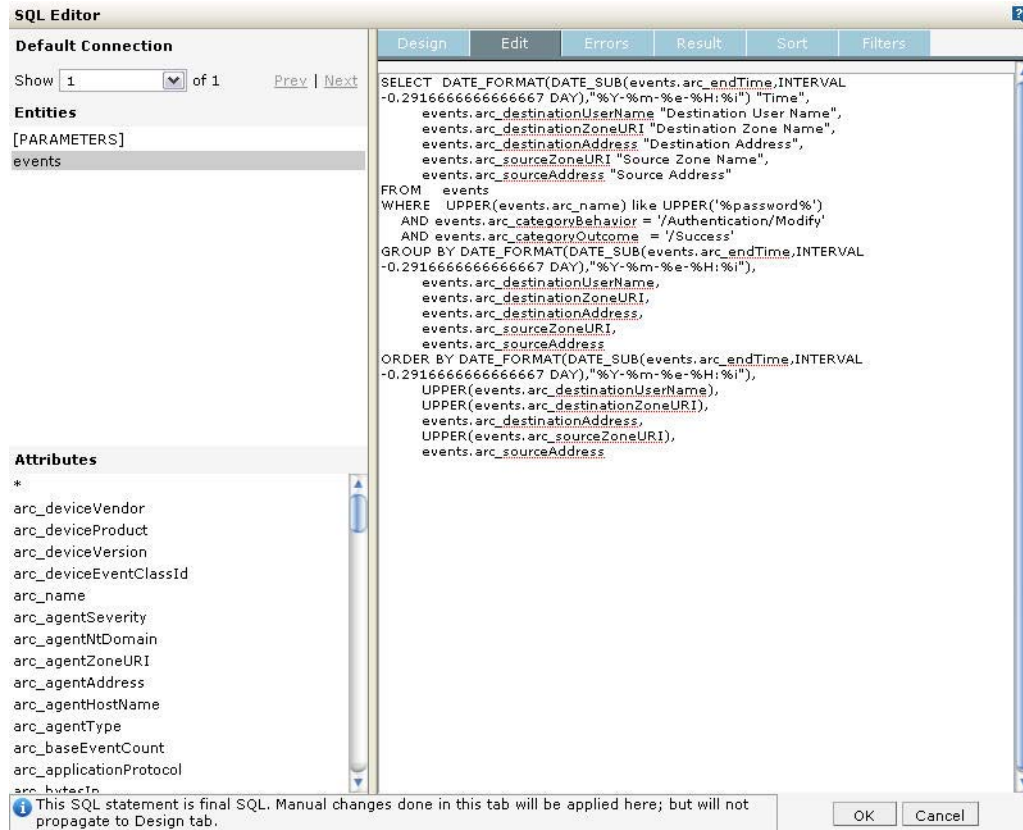 SQL Editor
?
Default Connection
Show 1 of 1 Prev | Next
Entities
[PARAMETERS]
events
Attributes
*
arc_deviceVendor
arc_deviceProduct
arc_deviceVersion
arc_deviceEventClassId
arc_name
arc_agentSeverity
arc_agentNtDomain
arc_agentZoneURI
arc_agentAddress
arc_agentHostName
arc_agentType
arc_baseEventCount
arc_applicationProtocol
arc_bytesIn
Design Edit Errors Result Sort Filters
SELECT DATE_FORMAT(DATE_SUB(events.arc_endTime,INTERVAL
-0.2916666666666667 DAY),"%Y-%m-%e-%H:%i") "Time",
events.arc_destinationUserName "Destination User Name",
events.arc_destinationZoneURI "Destination Zone Name",
events.arc_destinationAddress "Destination Address",
events.arc_sourceZoneURI "Source Zone Name",
events.arc_sourceAddress "Source Address"
FROM events
WHERE UPPER(events.arc_name) like UPPER('%password%')
AND events.arc_categoryBehavior = '/Authentication/Modify'
AND events.arc_categoryOutcome = '/Success'
GROUP BY DATE_FORMAT(DATE_SUB(events.arc_endTime,INTERVAL
-0.2916666666666667 DAY),"%Y-%m-%e-%H:%i"),
events.arc_destinationUserName,
events.arc_destinationZoneURI,
events.arc_destinationAddress,
events.arc_sourceZoneURI,
events.arc_sourceAddress
ORDER BY DATE_FORMAT(DATE_SUB(events.arc_endTime,INTERVAL
-0.2916666666666667 DAY),"%Y-%m-%e-%H:%i"),
UPPER(events.arc_destinationUserName),
UPPER(events.arc_destinationZoneURI),
events.arc_destinationAddress,
UPPER(events.arc_sourceZoneURI),
events.arc_sourceAddress
This SQL statement is final SQL. Manual changes done in this tab will be applied here; but will not
propagate to Design tab.
OK Cancel